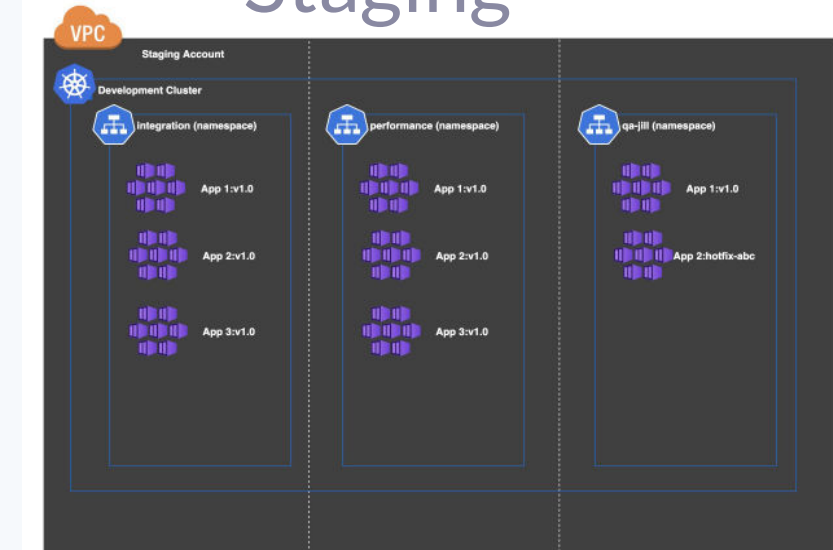 Staging
VPC
Staging Account
Development Cluster
integration (namespace)
App 1:v1.0
App 2:v1.0
App 3:v1.0
performance (namespace)
App 1:v1.0
App 2:v1.0
App 3:v1.0
qa-jill (namespace)
App 1:v1.0
App 2:hotfix-abc